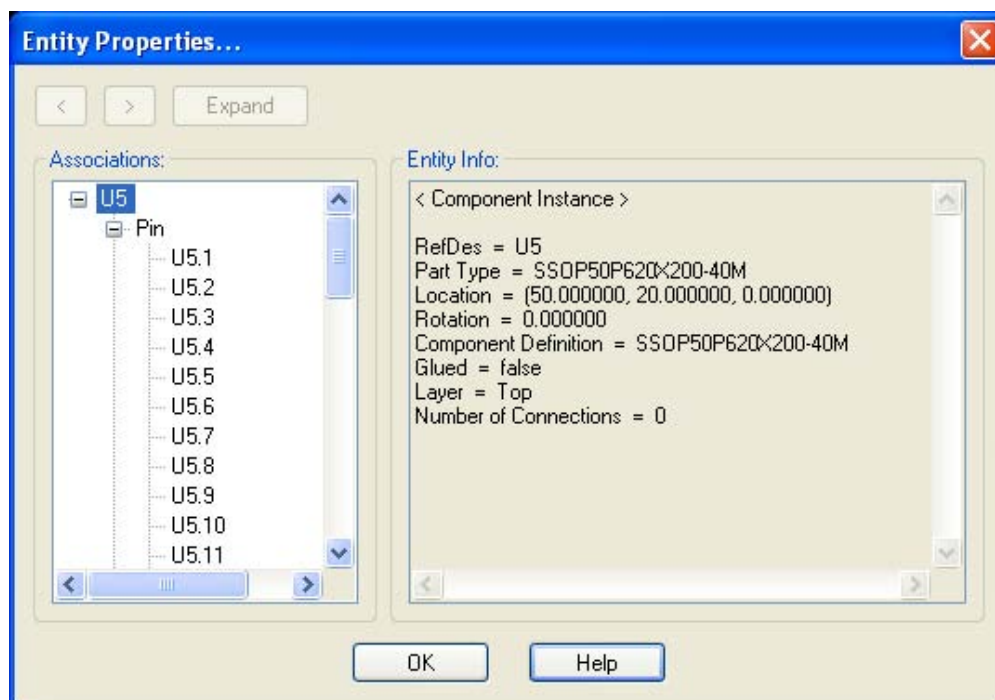 Entity Properties...
< > Expand
Associations:
U5
Pin
U5.1
U5.2
U5.3
U5.4
U5.5
U5.6
U5.7
U5.8
U5.9
U5.10
U5.11
Entity Info:
< Component Instance >
RefDes = U5
Part Type = SSOP50P620X200-40M
Location = (50.000000, 20.000000, 0.000000)
Rotation = 0.000000
Component Definition = SSOP50P620X200-40M
Glued = false
Layer = Top
Number of Connections = 0
OK Help